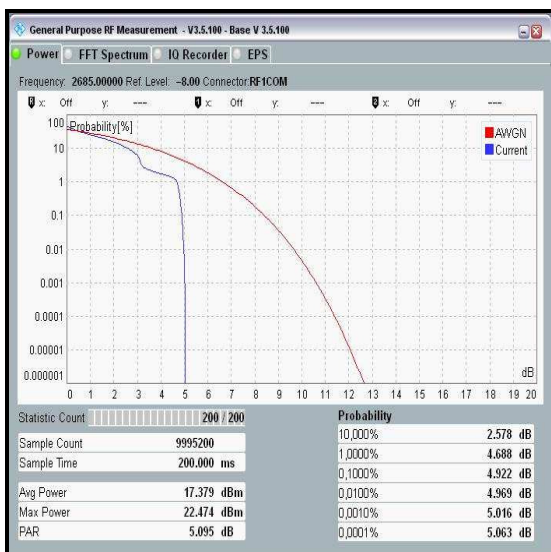 General Purpose RF Measurement - V3.5.100 - Base V 3.5.100
Power FFT Spectrum IQ Recorder EPS
Frequency: 2685.00000 Ref. Level: -8.00 Connector:RF1COM
x: Off y: --- x: Off y: --- x: Off y: ---
Probability[%]
AWGN
Current
100
10
1
0.1
0.01
0.001
0.0001
0.00001
0.000001
dB
0 1 2 3 4 5 6 7 8 9 10 11 12 13 14 15 16 17 18 19 20
Statistic Count 200 / 200
Sample Count 9995200
Sample Time 200.000 ms
Avg Power 17.379 dBm
Max Power 22.474 dBm
PAR 5.095 dB
Probability
10,000% 2.578 dB
1,0000% 4.688 dB
0,1000% 4.922 dB
0,0100% 4.969 dB
0,0010% 5.016 dB
0,0001% 5.063 dB